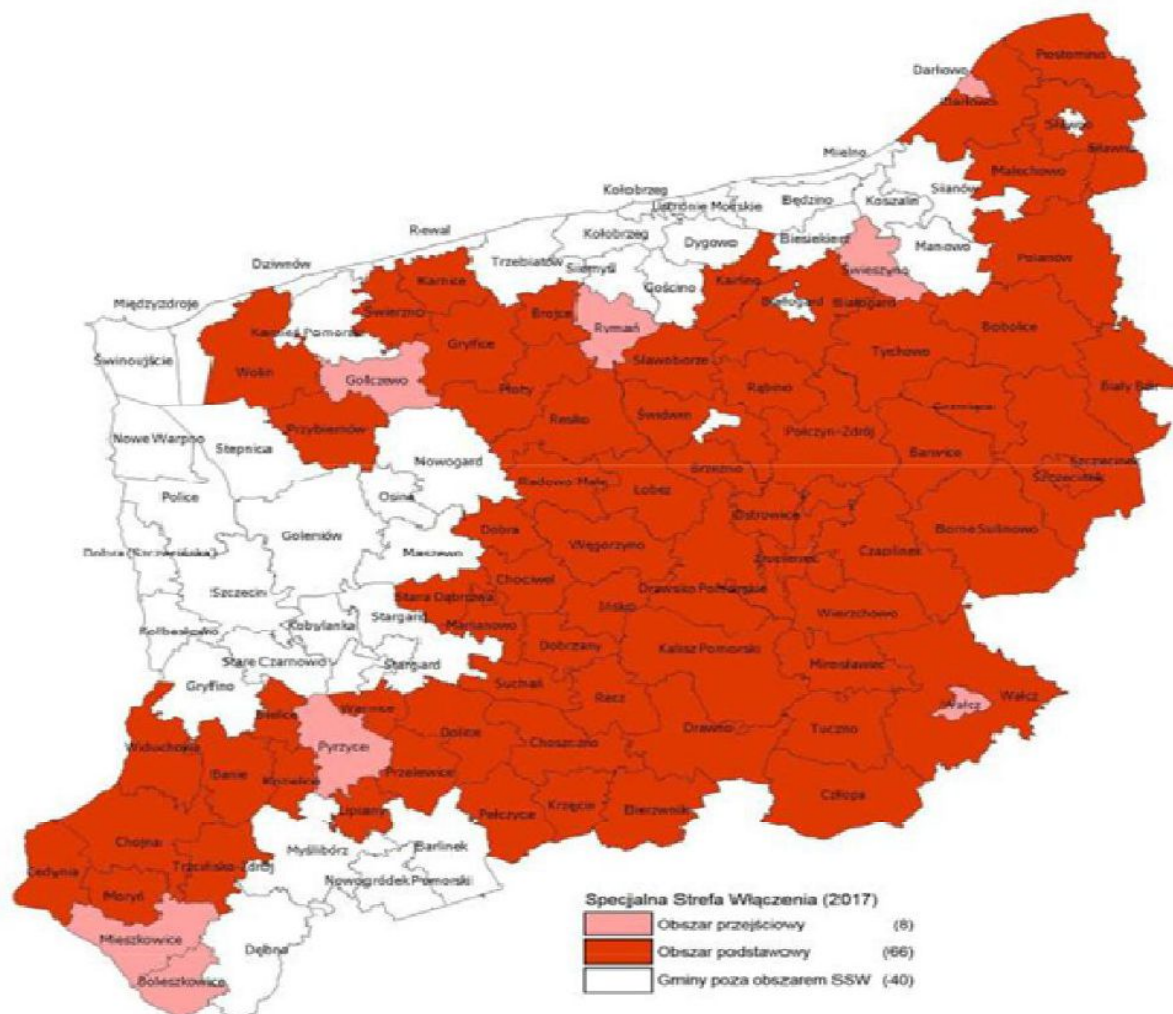 Postomino
Darłowo
Darłowo
Sławno
Sławno
Mielno
Malechowo
Sianów
Kołobrzeg
Ustronie Morskie
Będzino
Koszalin
Rewal
Kołobrzeg
Dygowo
Biesiekierz
Manowo
Polanów
Dziwnów
Trzebiatów
Siemyśl
Gościno
Świeszyno
Karnice
Karlino
Międzyzdroje
Świerzno
Brojce
Białogard
Białogard
Kamień Pomorski
Rymań
Bobolice
Gryfice
Świnoujście
Sławoborze
Tychowo
Wolin
Golczewo
Płoty
Rąbino
Biały Bór
Grzmiąca
Resko
Świdwin
Przybiernów
Połczyn-Zdrój
Nowe Warpno
Stepnica
Barwice
Nowogard
Brzeżno
Szczecinek
Szczecinek
Radowo Małe
Łobez
Police
Osina
Ostrowice
Dobra
Borne Sulinowo
Goleniów
Węgorzyno
Dobra (Szczecińska)
Maszewo
Złocieniec
Czaplinek
Chociwel
Szczecin
Stara Dąbrowa
Drawsko Pomorskie
Ińsko
Wierzchowo
Kobylanka
Stargard
Marianowo
Kołbaskowo
Dobrzany
Kalisz Pomorski
Stare Czarnowo
Stargard
Mirosławiec
Gryfino
Suchań
Recz
Wałcz
Wałcz
Bielice
Warnice
Drawno
Tuczno
Dolice
Widuchowa
Pyrzyce
Choszczno
Banie
Kozielice
Przelewice
Człopa
Lipiany
Pełczyce
Krzęcin
Bierzwnik
Chojna
Myślibórz
Barlinek
Cedynia
Trzcińsko-Zdrój
Nowogródek Pomorski
Moryń
Mieszkowice
Dębno
Boleszkowice
Specjalna Strefa Włączenia (2017)
Obszar przejściowy (8)
Obszar podstawowy (66)
Gminy poza obszarem SSW (40)